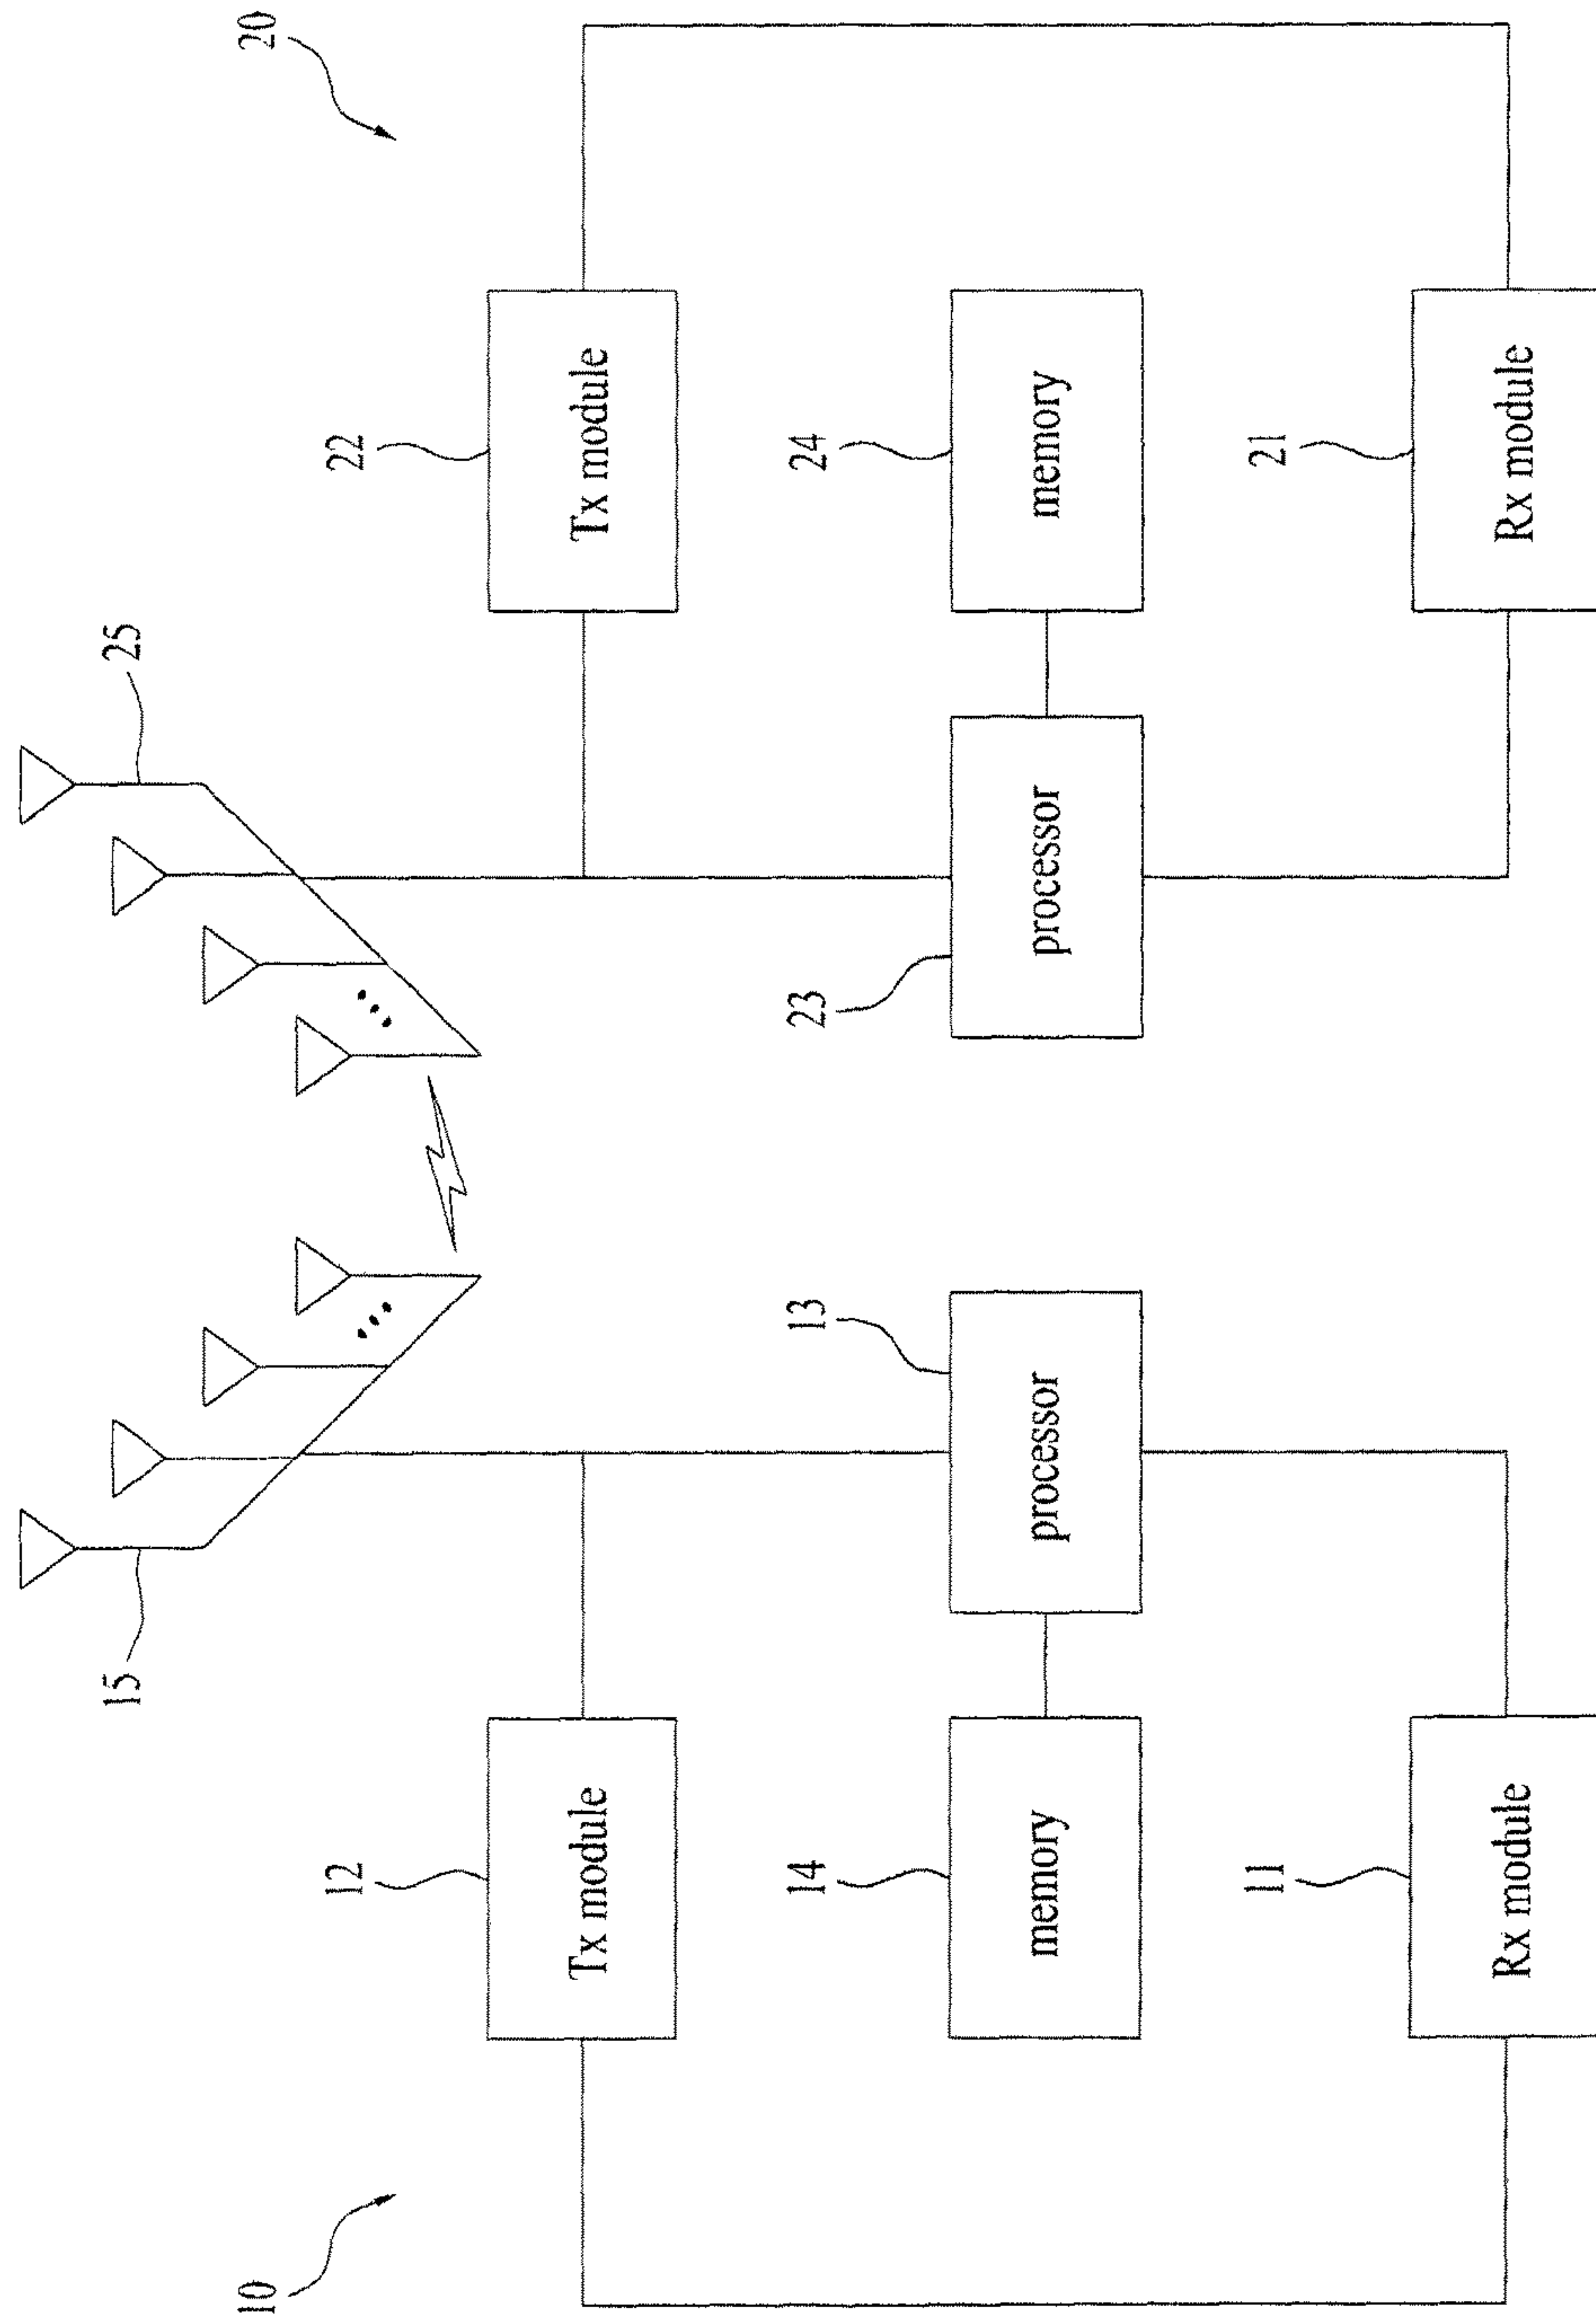 10
20
15
25
12
Tx module
22
Tx module
13
processor
23
processor
14
memory
24
memory
11
Rx module
21
Rx module